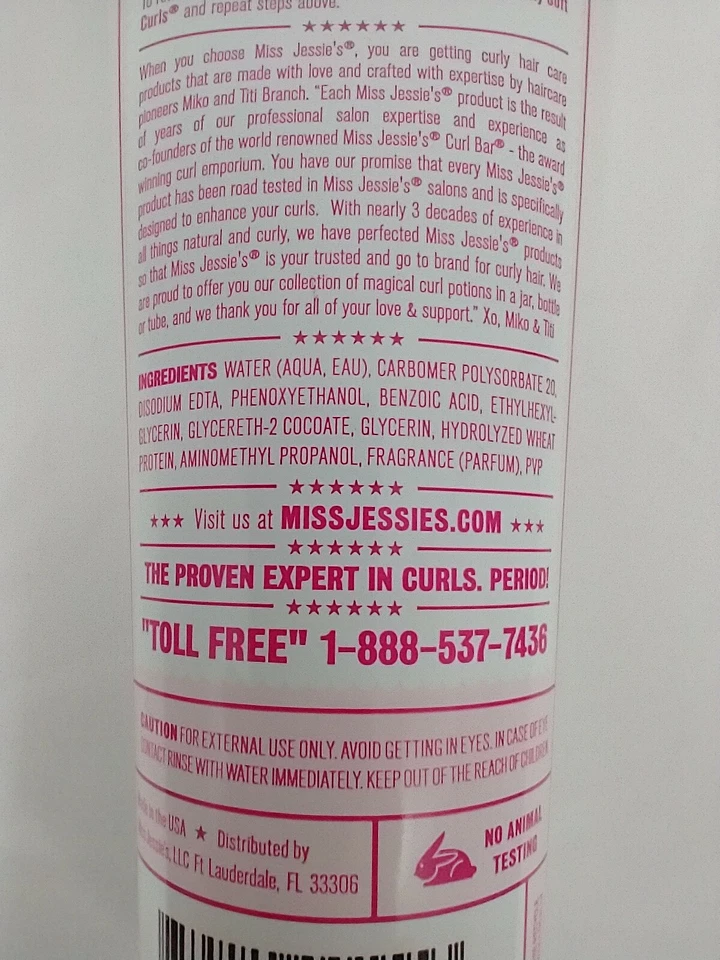 Curls® and repeat steps above.
When you choose Miss Jessie's®, you are getting curly hair care
products that are made with love and crafted with expertise by haircare
pioneers Miko and Titi Branch. "Each Miss Jessie's® product is the result
of years of our professional salon expertise and experience as
co-founders of the world renowned Miss Jessie's® Curl Bar® - the award
winning curl emporium. You have our promise that every Miss Jessie's®
product has been road tested in Miss Jessie's® salons and is specifically
designed to enhance your curls. With nearly 3 decades of experience in
all things natural and curly, we have perfected Miss Jessie's® products
so that Miss Jessie's® is your trusted and go to brand for curly hair. We
are proud to offer you our collection of magical curl potions in a jar, bottle
or tube, and we thank you for all of your love & support." Xo, Miko & Titi
INGREDIENTS WATER (AQUA, EAU), CARBOMER POLYSORBATE 20,
DISODIUM EDTA, PHENOXYETHANOL, BENZOIC ACID, ETHYLHEXYL-
GLYCERIN, GLYCERETH-2 COCOATE, GLYCERIN, HYDROLYZED WHEAT
PROTEIN, AMINOMETHYL PROPANOL, FRAGRANCE (PARFUM), PVP
Visit us at MISSJESSIES.COM
THE PROVEN EXPERT IN CURLS. PERIOD!
"TOLL FREE" 1-888-537-7436
CAUTION FOR EXTERNAL USE ONLY. AVOID GETTING IN EYES. IN CASE OF EYE
CONTACT RINSE WITH WATER IMMEDIATELY. KEEP OUT OF THE REACH OF CHILDREN
in the USA ★ Distributed by
Jessie's, LLC Ft Lauderdale, FL 33306
NO ANIMAL
TESTING